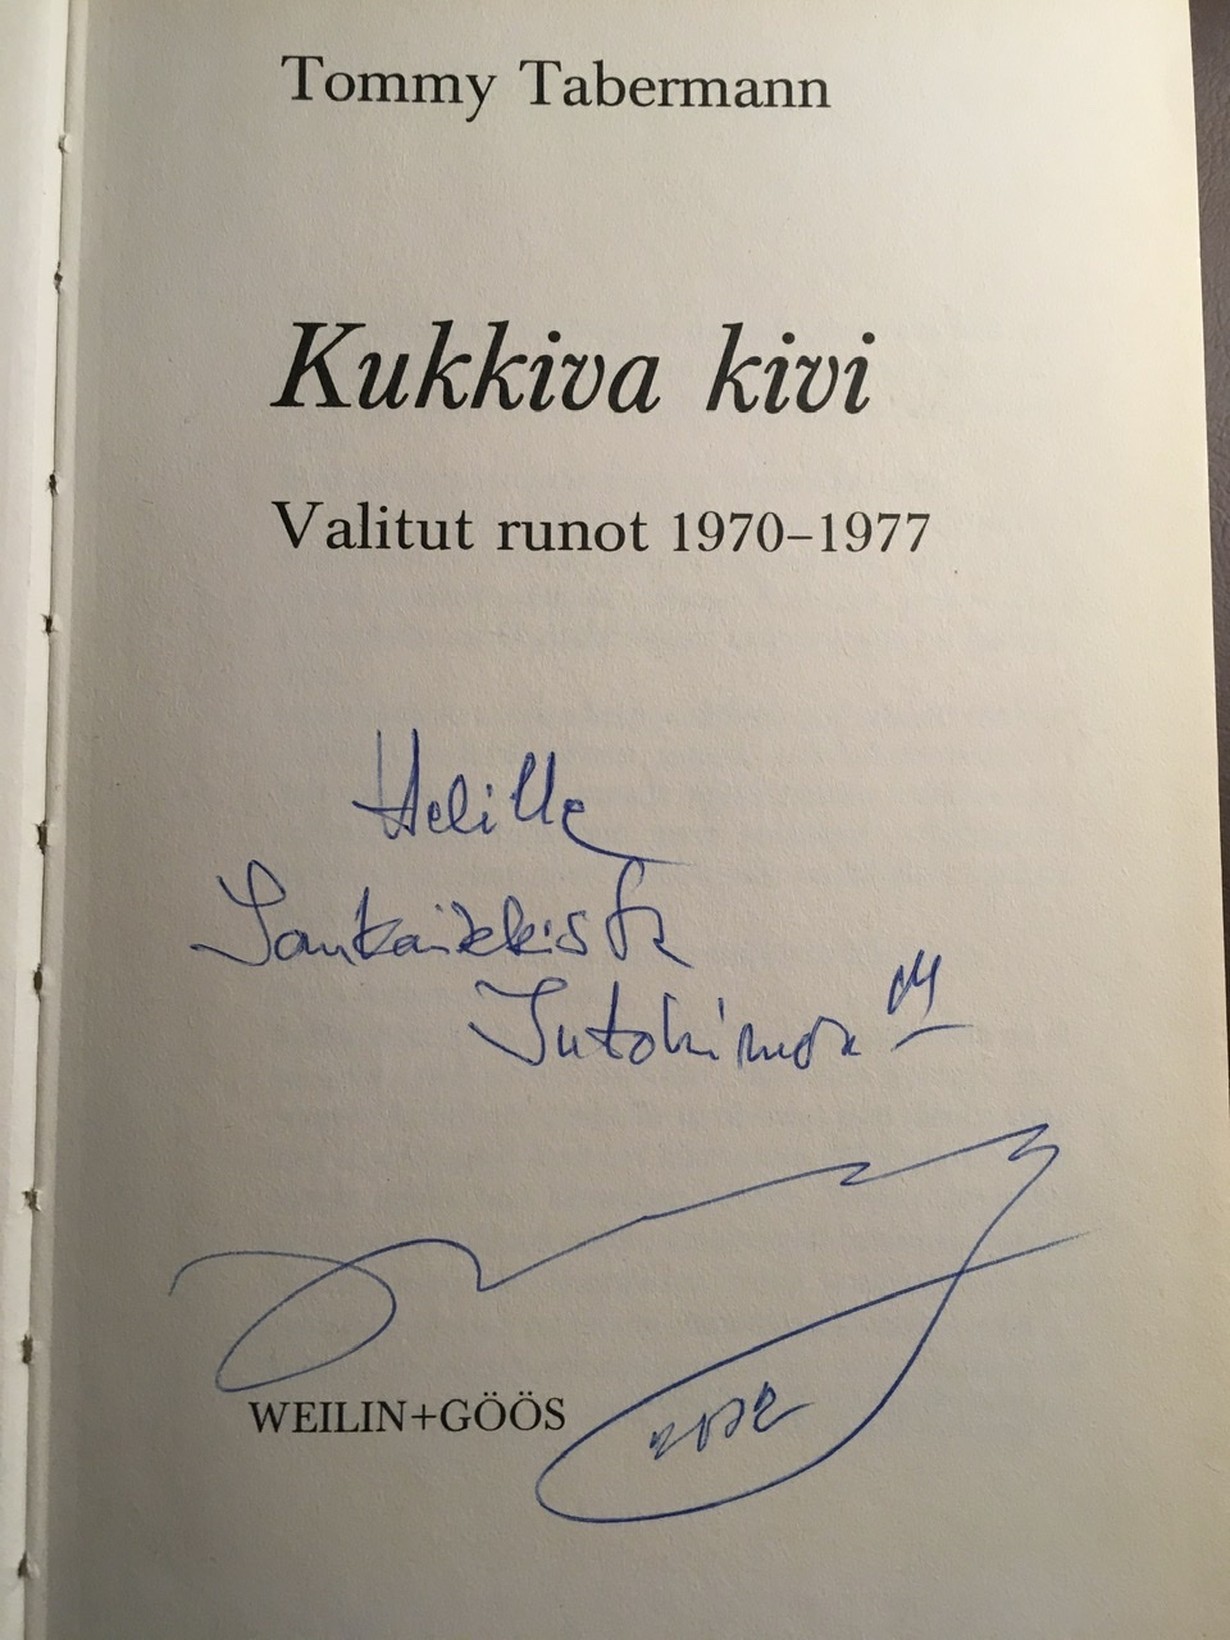 Tommy Tabermann
Kukkiva kivi
Valitut runot 1970–1977
Helille
WEILIN+GÖÖS